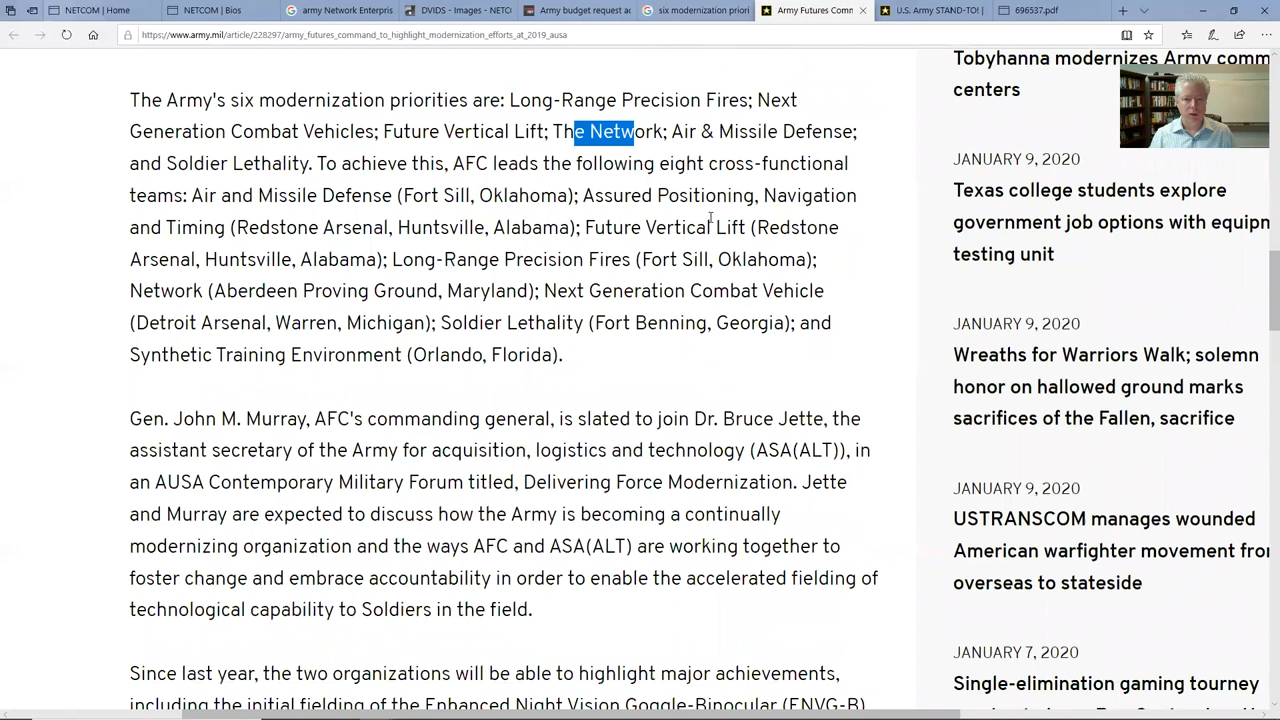 NETCOM | Home
NETCOM | Bios
army Network Enterpris
DVIDS - Images - NETC
Army budget request ac
six modernization priori
Army Futures Comm
U.S. Army STAND-TO! |
696537.pdf
https://www.army.mil/article/228297/army_futures_command_to_highlight_modernization_efforts_at_2019_ausa
The Army's six modernization priorities are: Long-Range Precision Fires; Next
Generation Combat Vehicles; Future Vertical Lift; The Network; Air & Missile Defense;
and Soldier Lethality. To achieve this, AFC leads the following eight cross-functional
teams: Air and Missile Defense (Fort Sill, Oklahoma); Assured Positioning, Navigation
and Timing (Redstone Arsenal, Huntsville, Alabama); Future Vertical Lift (Redstone
Arsenal, Huntsville, Alabama); Long-Range Precision Fires (Fort Sill, Oklahoma);
Network (Aberdeen Proving Ground, Maryland); Next Generation Combat Vehicle
(Detroit Arsenal, Warren, Michigan); Soldier Lethality (Fort Benning, Georgia); and
Synthetic Training Environment (Orlando, Florida).
Gen. John M. Murray, AFC's commanding general, is slated to join Dr. Bruce Jette, the
assistant secretary of the Army for acquisition, logistics and technology (ASA(ALT)), in
an AUSA Contemporary Military Forum titled, Delivering Force Modernization. Jette
and Murray are expected to discuss how the Army is becoming a continually
modernizing organization and the ways AFC and ASA(ALT) are working together to
foster change and embrace accountability in order to enable the accelerated fielding of
technological capability to Soldiers in the field.
Since last year, the two organizations will be able to highlight major achievements,
including the initial fielding of the Enhanced Night Vision Goggle-Binocular (ENVG-B)
Tobyhanna modernizes Army comm
centers
JANUARY 9, 2020
Texas college students explore
government job options with equipm
testing unit
JANUARY 9, 2020
Wreaths for Warriors Walk; solemn
honor on hallowed ground marks
sacrifices of the Fallen, sacrifice
JANUARY 9, 2020
USTRANSCOM manages wounded
American warfighter movement from
overseas to stateside
JANUARY 7, 2020
Single-elimination gaming tourney